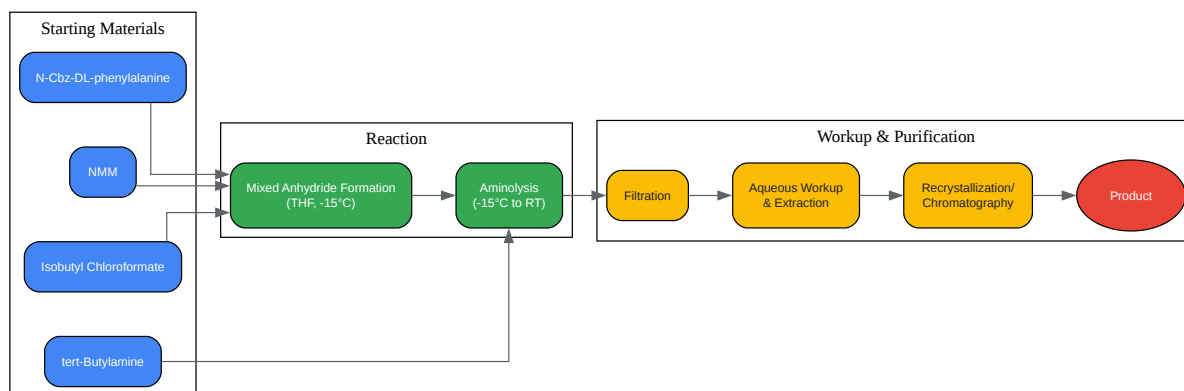 Starting Materials
N-Cbz-DL-phenylalanine
NMM
Isobutyl Chloroformate
tert-Butylamine
Reaction
Mixed Anhydride Formation
(THF, -15°C)
Aminolysis
(-15°C to RT)
Workup & Purification
Filtration
Aqueous Workup
& Extraction
Recrystallization/
Chromatography
Product